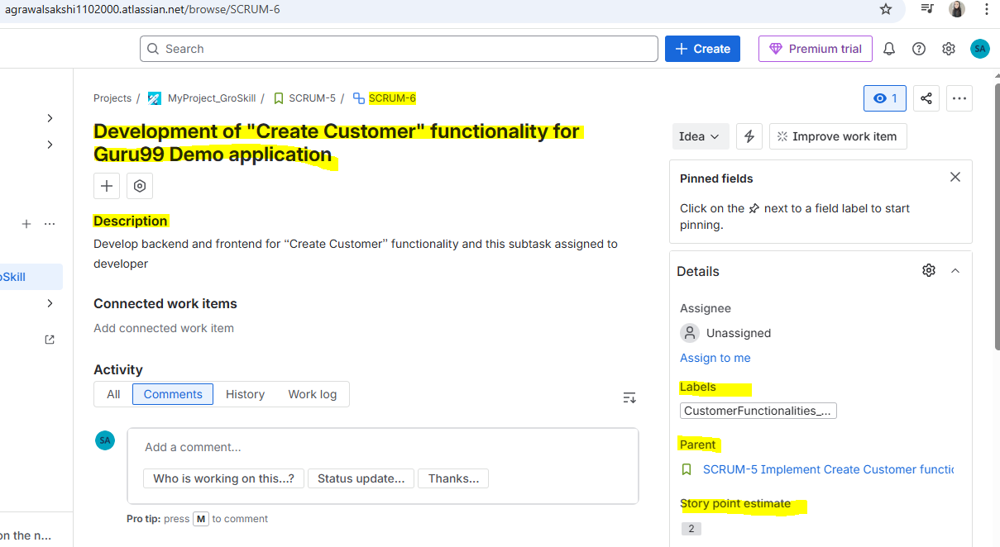 agrawalsakshi1102000.atlassian.net/browse/SCRUM-6
Search
Create
Premium trial
SA
Projects / MyProject_GroSkill / SCRUM-5 / SCRUM-6
1
Development of "Create Customer" functionality for
Guru99 Demo application
Idea
Improve work item
Pinned fields
Click on the next to a field label to start
pinning.
Description
Develop backend and frontend for “Create Customer” functionality and this subtask assigned to
developer
oSkill
Connected work items
Add connected work item
Activity
All
Comments
History
Work log
SA
Add a comment...
Who is working on this...?
Status update...
Thanks...
Pro tip: press M to comment
on the n...
Details
Assignee
Unassigned
Assign to me
Labels
CustomerFunctionalities_...
Parent
SCRUM-5 Implement Create Customer functic
Story point estimate
2